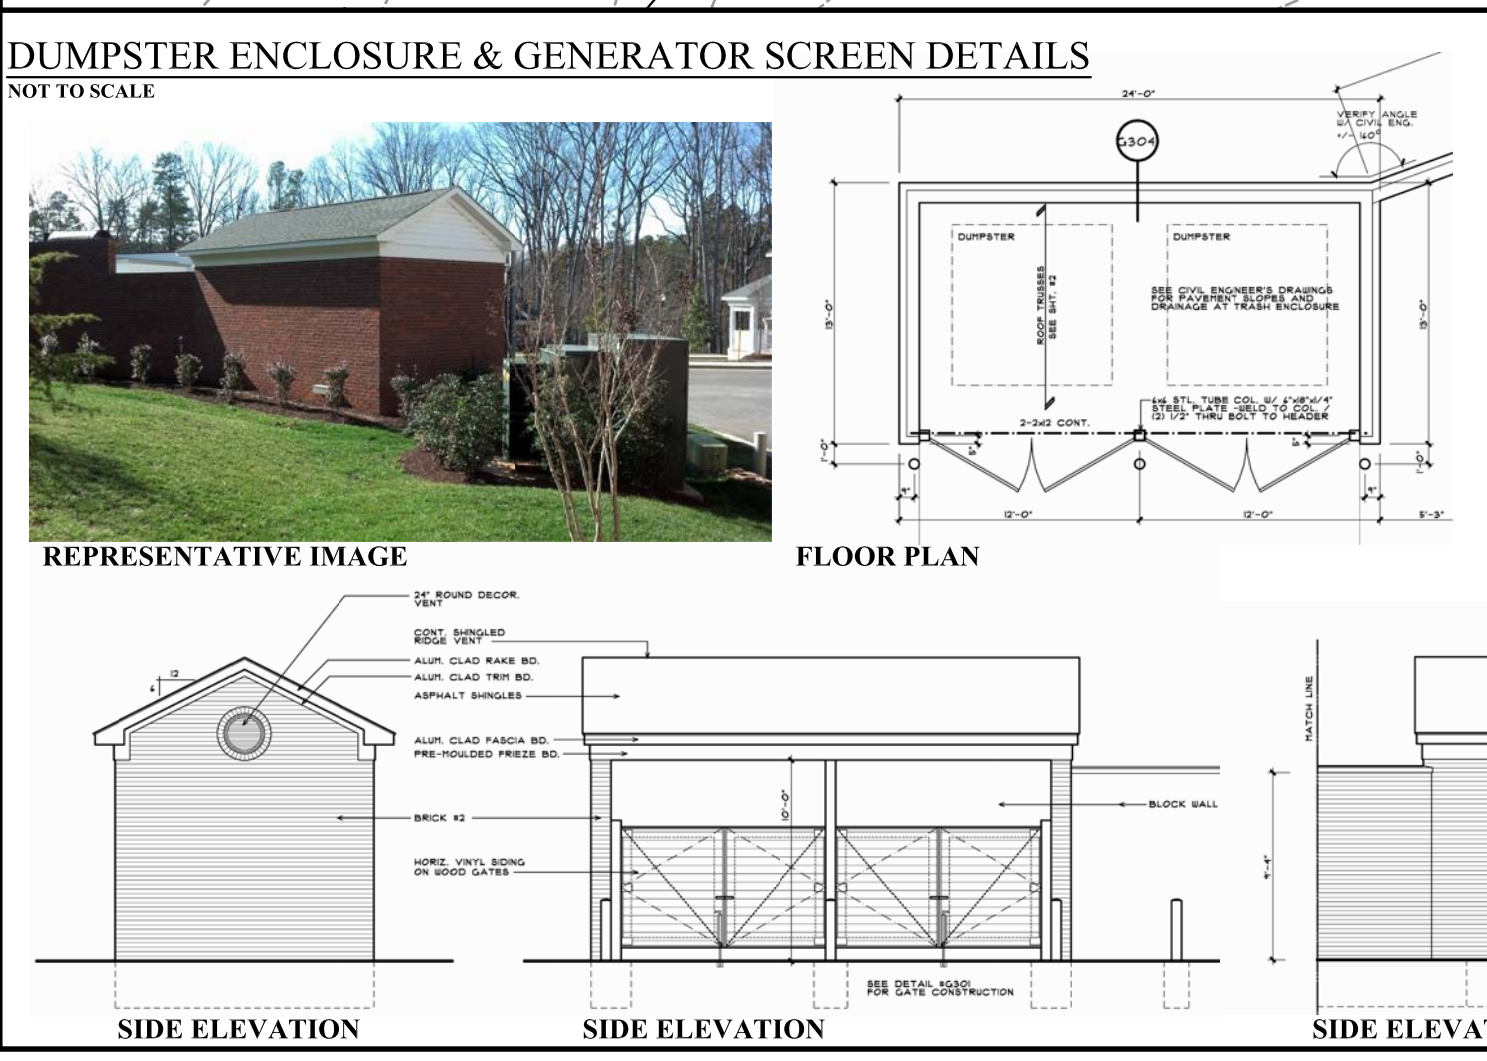 DUMPSTER ENCLOSURE & GENERATOR SCREEN DETAILS
NOT TO SCALE
24'-0"
VERIFY ANGLE
W/ CIVIL ENG.
+/- 160°
G304
DUMPSTER
DUMPSTER
ROOF TRUSSES
SEE SHT. #2
SEE CIVIL ENGINEER'S DRAWINGS
FOR PAVEMENT SLOPES AND
DRAINAGE AT TRASH ENCLOSURE
13'-0"
13'-0"
6x6 STL. TUBE COL. W/ 6"x18"x1/4"
STEEL PLATE -WELD TO COL. /
(2) 1/2" THRU BOLT TO HEADER
2-2x12 CONT.
1'-0"
5"
5"
1'-0"
9"
9"
12'-0"
12'-0"
5'-3"
REPRESENTATIVE IMAGE
FLOOR PLAN
24" ROUND DECOR.
VENT
CONT. SHINGLED
RIDGE VENT
ALUM. CLAD RAKE BD.
ALUM. CLAD TRIM BD.
ASPHALT SHINGLES
12
6
ALUM. CLAD FASCIA BD.
PRE-MOULDED FRIEZE BD.
BRICK #2
HORIZ. VINYL SIDING
ON WOOD GATES
10'-0"
BLOCK WALL
MATCH LINE
9'-4"
SEE DETAIL #G301
FOR GATE CONSTRUCTION
SIDE ELEVATION
SIDE ELEVATION
SIDE ELEVAT